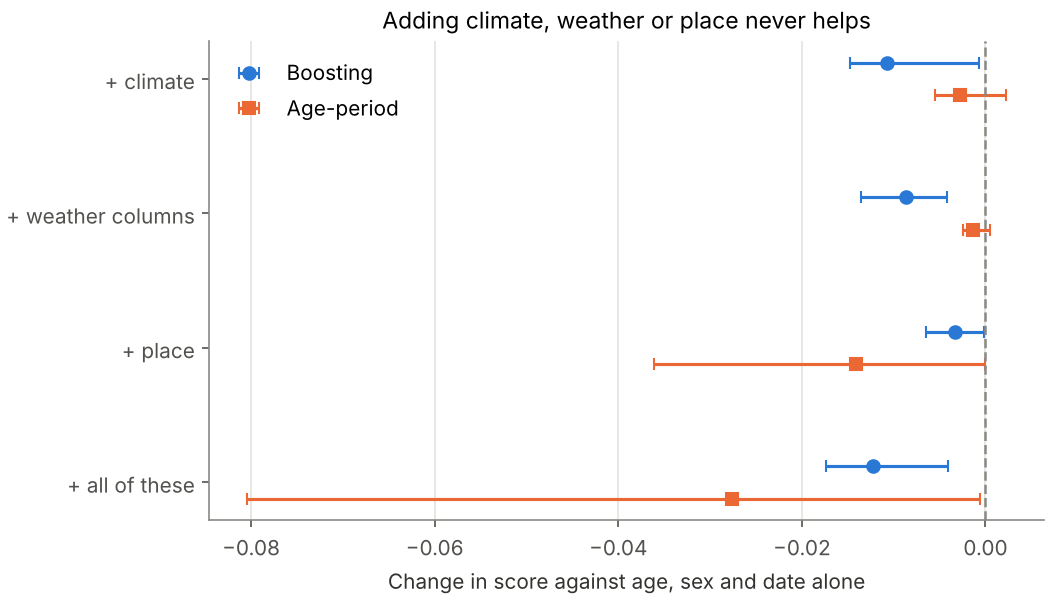 Adding climate, weather or place never helps
Boosting
Age-period
+ climate
+ weather columns
+ place
+ all of these
−0.08
−0.06
−0.04
−0.02
0.00
Change in score against age, sex and date alone